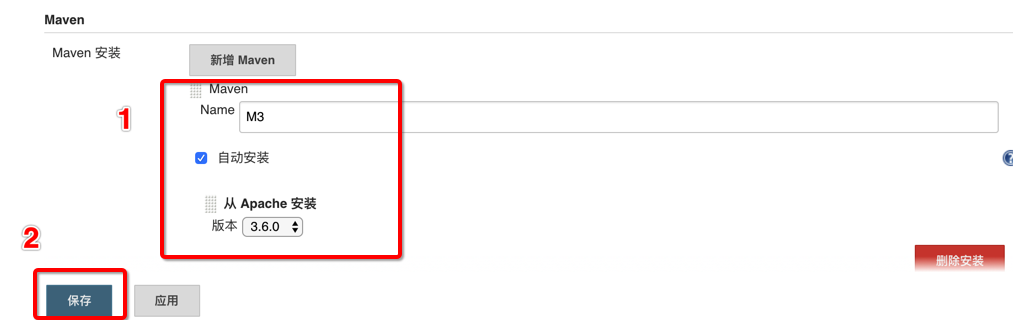 Maven
Maven 安装
新增 Maven
Maven
Name M3
1
自动安装
从 Apache 安装
版本 3.6.0
2
删除安装
保存 应用